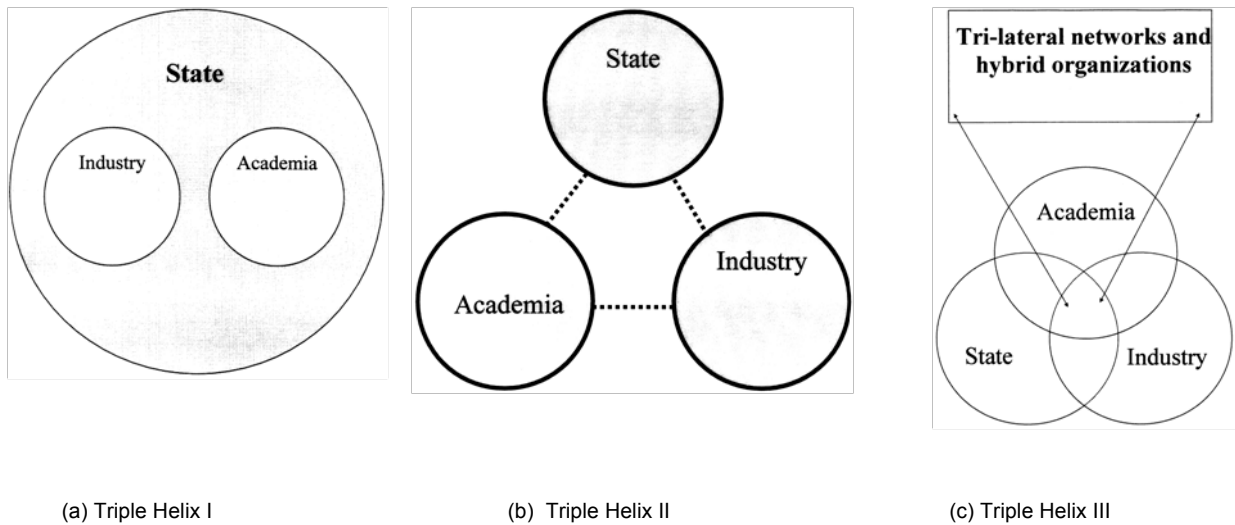 State
Industry
Academia
State
Academia
Industry
Tri-lateral networks and
hybrid organizations
Academia
State
Industry
(a) Triple Helix I
(b) Triple Helix II
(c) Triple Helix III